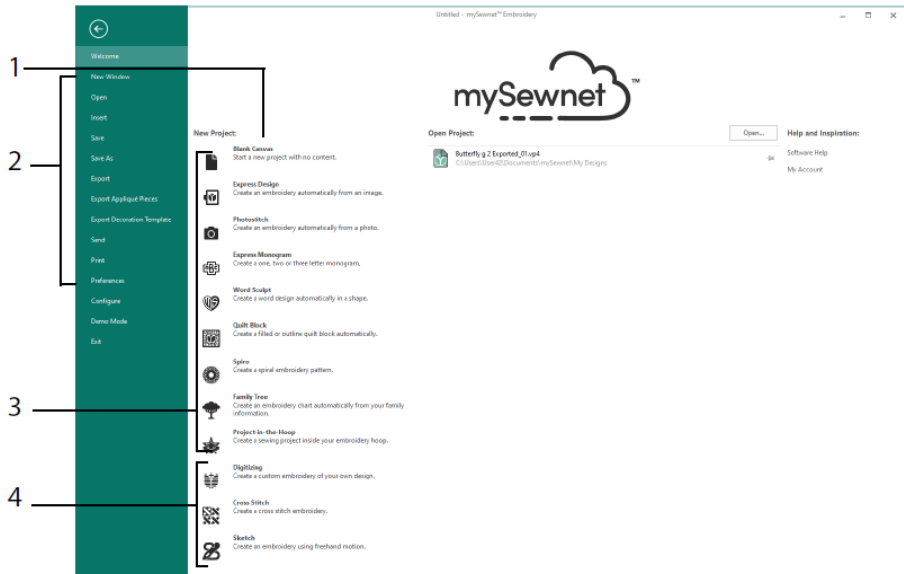 Untitled - mySewnet™ Embroidery
Welcome
1
New Window
Open
Insert
2
Save
Save As
Export
Export Appliqué Pieces
Export Decoration Template
Send
Print
Preferences
Configure
Demo Mode
Exit
3
4
mySewnet™
New Project:
Blank Canvas
Start a new project with no content.
Express Design
Create an embroidery automatically from an image.
Photostitch
Create an embroidery automatically from a photo.
Express Monogram
Create a one, two or three letter monogram,
Word Sculpt
Create a word design automatically in a shape.
Quilt Block
Create a filled or outline quilt block automatically.
Spiro
Create a spiral embroidery pattern.
Family Tree
Create an embroidery chart automatically from your family
information.
Project-in-the-Hoop
Create a sewing project inside your embroidery hoop.
Digitizing
Create a custom embroidery of your own design.
Cross Stitch
Create a cross stitch embroidery.
Sketch
Create an embroidery using freehand motion.
Open Project:
Open...
Butterfly g 2 Exported_01.vp4
C:\Users\User42\Documents\mySewnet\My Designs
Help and Inspiration:
Software Help
My Account